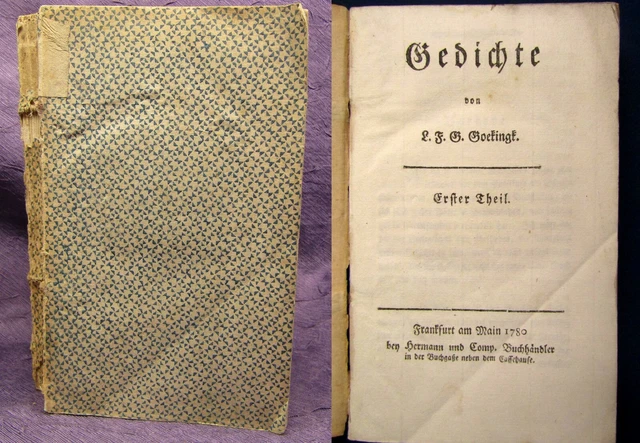 Gedichte
von
L. F. G. Goekingk.
Erster Theil.
Frankfurt am Main 1780
bey Hermann und Comp. Buchhändler
in der Buchgaße neben dem Caffehause.